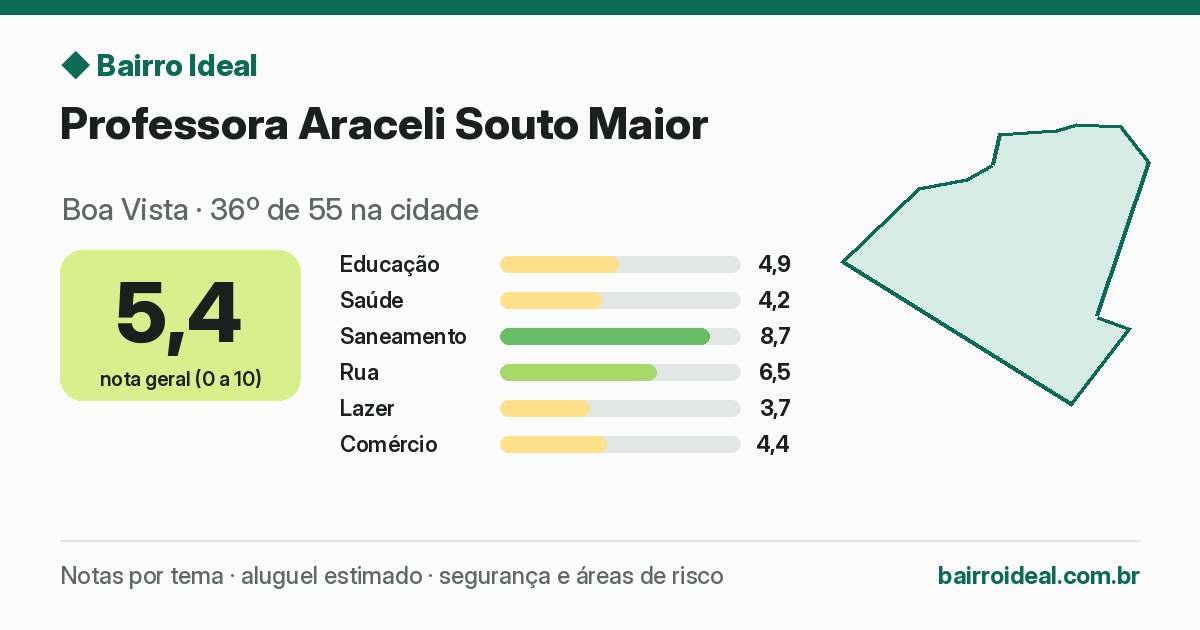 Bairro Ideal
Professora Araceli Souto Maior
Boa Vista · 36º de 55 na cidade
5,4
nota geral (0 a 10)
Educação 4,9
Saúde 4,2
Saneamento 8,7
Rua 6,5
Lazer 3,7
Comércio 4,4
Notas por tema · aluguel estimado · segurança e áreas de risco
bairroideal.com.br